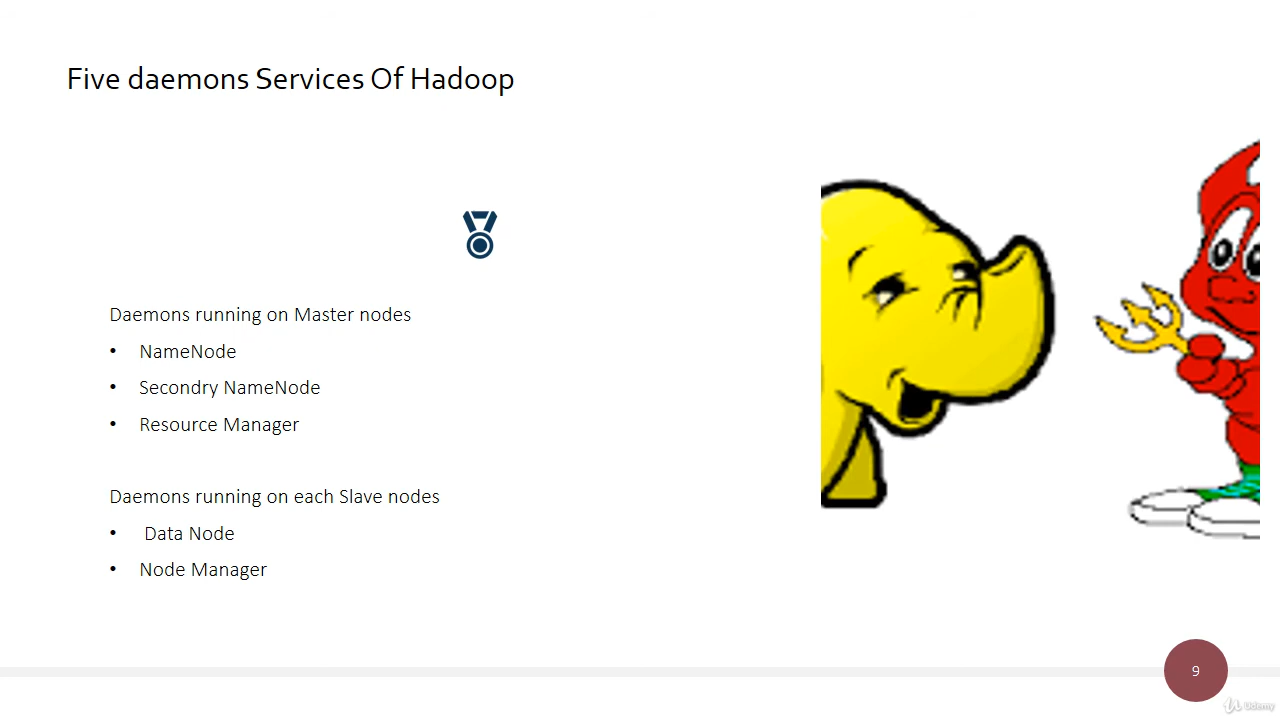 Five daemons Services Of Hadoop
Daemons running on Master nodes
• NameNode
• Secondry NameNode
• Resource Manager
Daemons running on each Slave nodes
• Data Node
• Node Manager
9
Udemy